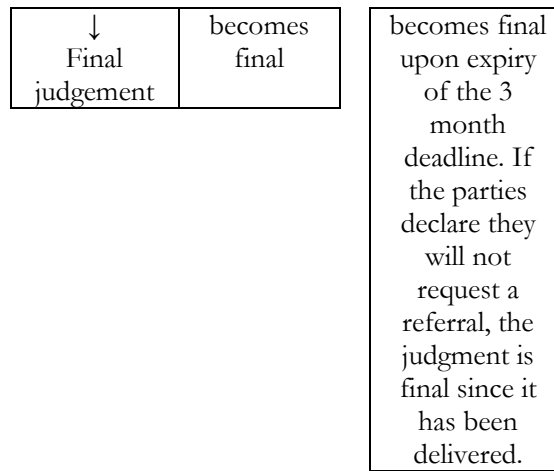 ↓
Final
judgement
becomes
final
becomes final
upon expiry
of the 3
month
deadline. If
the parties
declare they
will not
request a
referral, the
judgment is
final since it
has been
delivered.